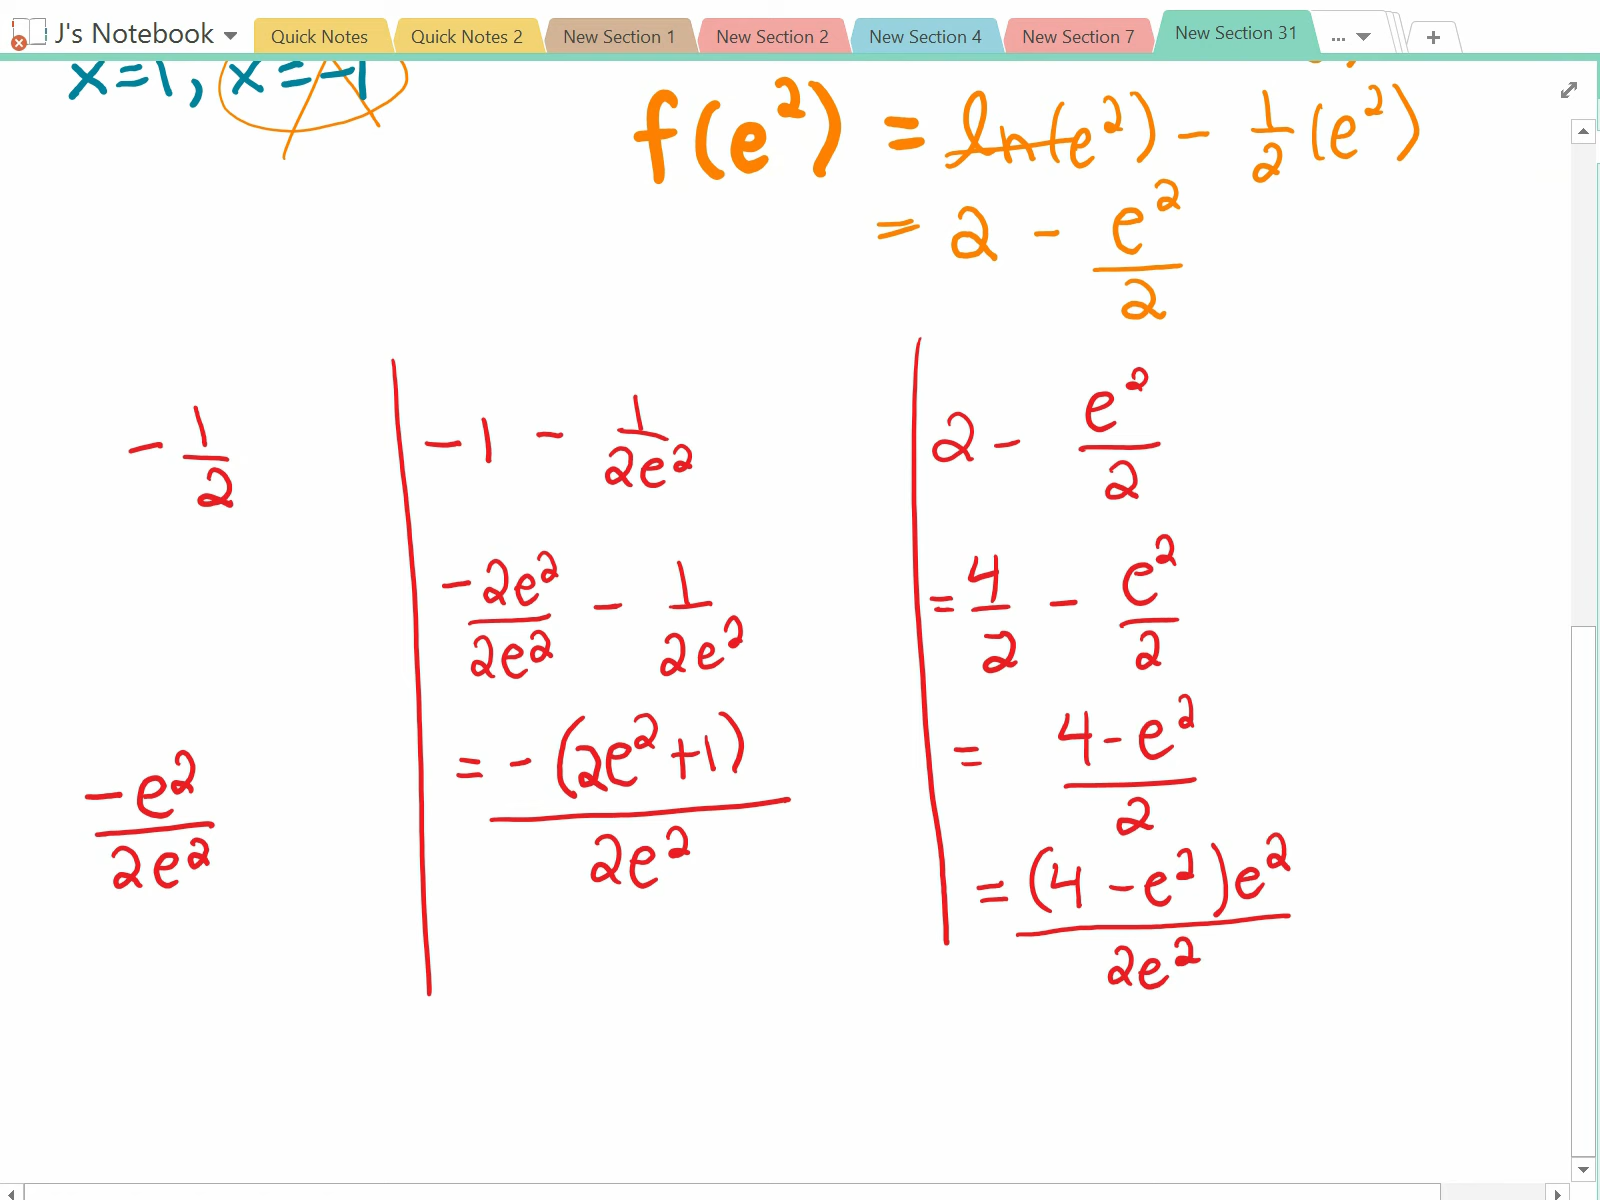 J's Notebook
Quick Notes
Quick Notes 2
New Section 1
New Section 2
New Section 4
New Section 7
New Section 31
...
+
x=1, x=-1
f(e²) = ln(e²) - 1/2 (e²)
= 2 - e²/2
-1/2
-e²/2e²
-1 - 1/2e²
-2e²/2e² - 1/2e²
= -(2e²+1)/2e²
2 - e²/2
= 4/2 - e²/2
= 4-e²/2
= (4-e²)e²/2e²